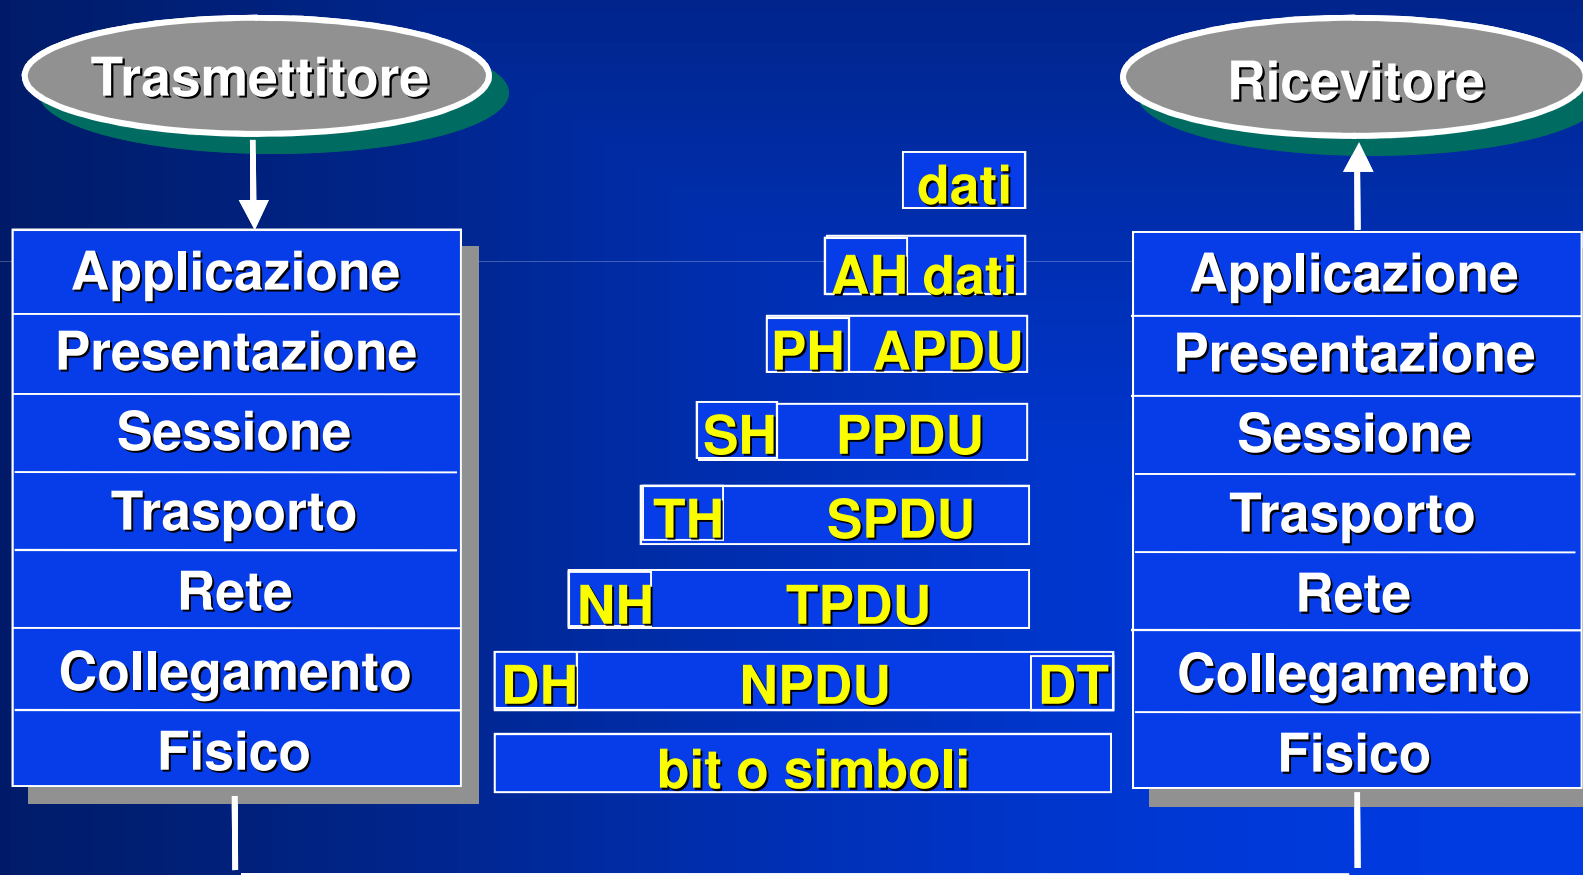 Trasmettitore
Ricevitore
dati
Applicazione
AH dati
Applicazione
Presentazione
PH APDU
Presentazione
Sessione
SH PPDU
Sessione
Trasporto
TH SPDU
Trasporto
Rete
NH TPDU
Rete
Collegamento
DH NPDU DT
Collegamento
Fisico
bit o simboli
Fisico